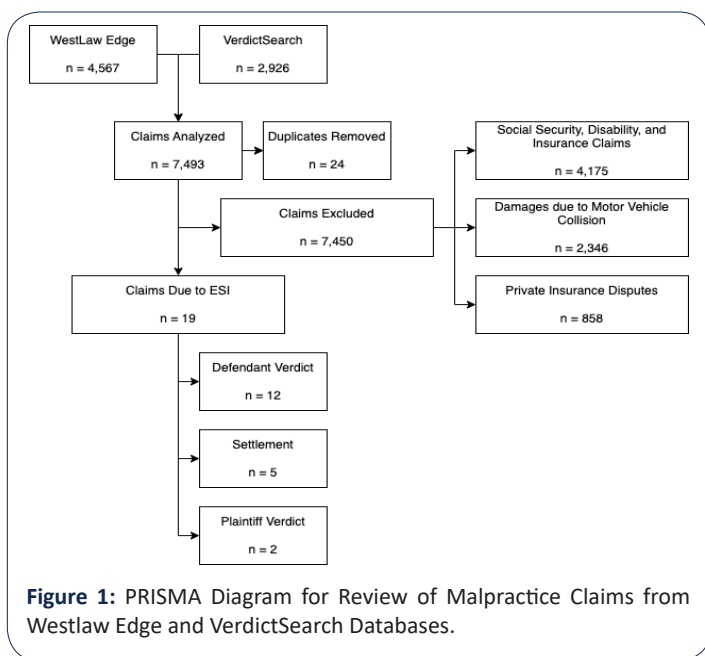 WestLaw Edge
n = 4,567
VerdictSearch
n = 2,926
Claims Analyzed
n = 7,493
Duplicates Removed
n = 24
Social Security, Disability, and
Insurance Claims
n = 4,175
Claims Excluded
n = 7,450
Damages due to Motor Vehicle
Collision
n = 2,346
Claims Due to ESI
n = 19
Private Insurance Disputes
n = 858
Defendant Verdict
n = 12
Settlement
n = 5
Plaintiff Verdict
n = 2
Figure 1: PRISMA Diagram for Review of Malpractice Claims from
Westlaw Edge and VerdictSearch Databases.